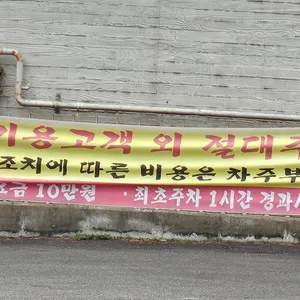 이용고객 외 절대주
조치에 따른 비용은 차주부
요금 10만원 최초주차 1시간 경과시